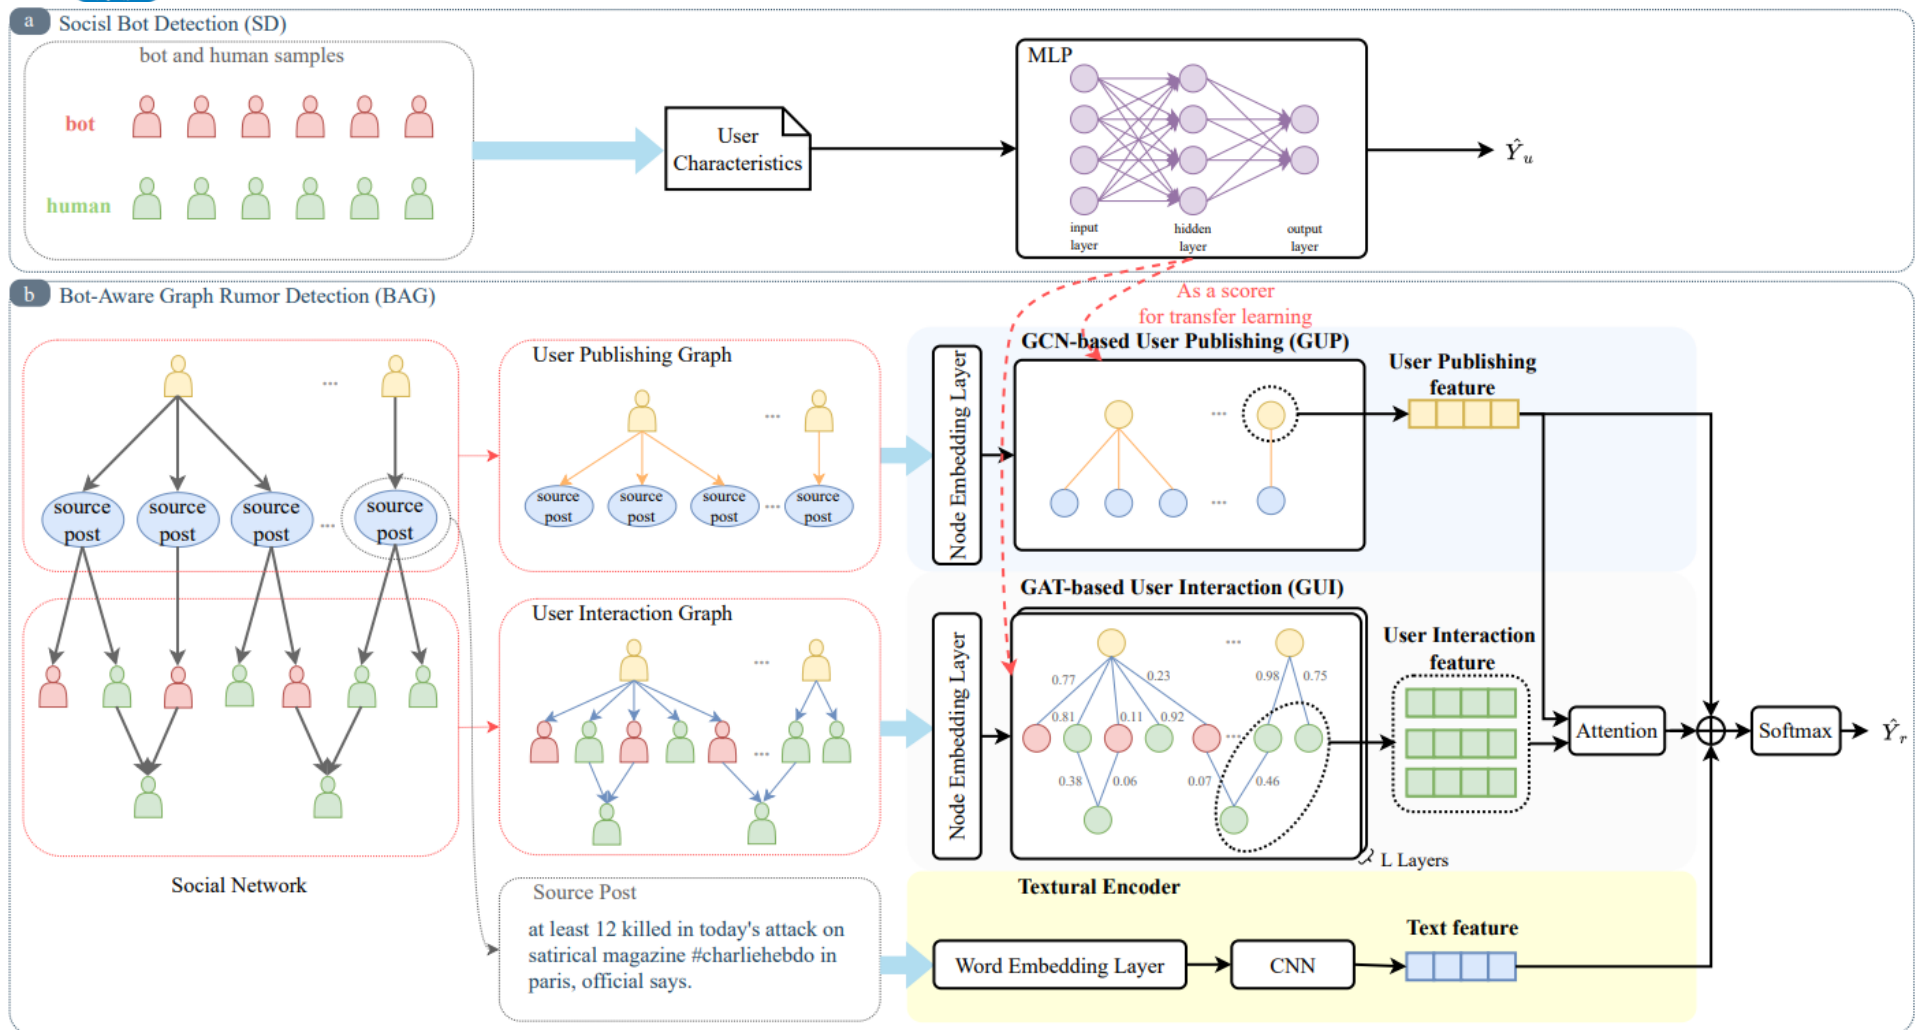 a
Socisl Bot Detection (SD)
bot and human samples
bot
human
User
Characteristics
MLP
input
layer
hidden
layer
output
layer
Ŷu
b
Bot-Aware Graph Rumor Detection (BAG)
As a scorer
for transfer learning
...
source
post
source
post
source
post
...
source
post
Social Network
User Publishing Graph
...
source
post
source
post
source
post
...
source
post
User Interaction Graph
...
...
Source Post
at least 12 killed in today's attack on
satirical magazine #charliehebdo in
paris, official says.
Node Embedding Layer
GCN-based User Publishing (GUP)
...
...
User Publishing
feature
Node Embedding Layer
GAT-based User Interaction (GUI)
...
0.77
0.23
0.98
0.75
0.81
0.11
0.92
...
0.38
0.06
0.07
0.46
L Layers
User Interaction
feature
Attention
Softmax
Ŷr
Textural Encoder
Word Embedding Layer
CNN
Text feature